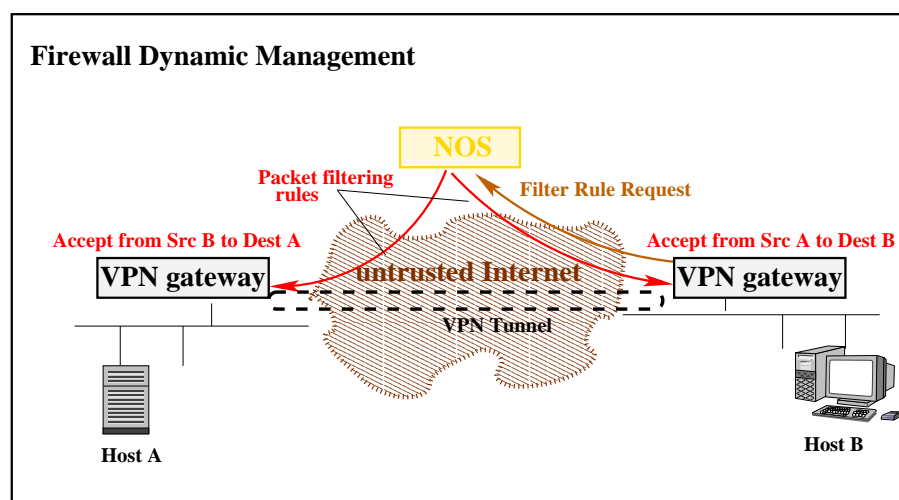 Firewall Dynamic Management
NOS
Packet filtering
rules
Filter Rule Request
Accept from Src B to Dest A
Accept from Src A to Dest B
VPN gateway
untrusted Internet
VPN gateway
VPN Tunnel
Host A
Host B